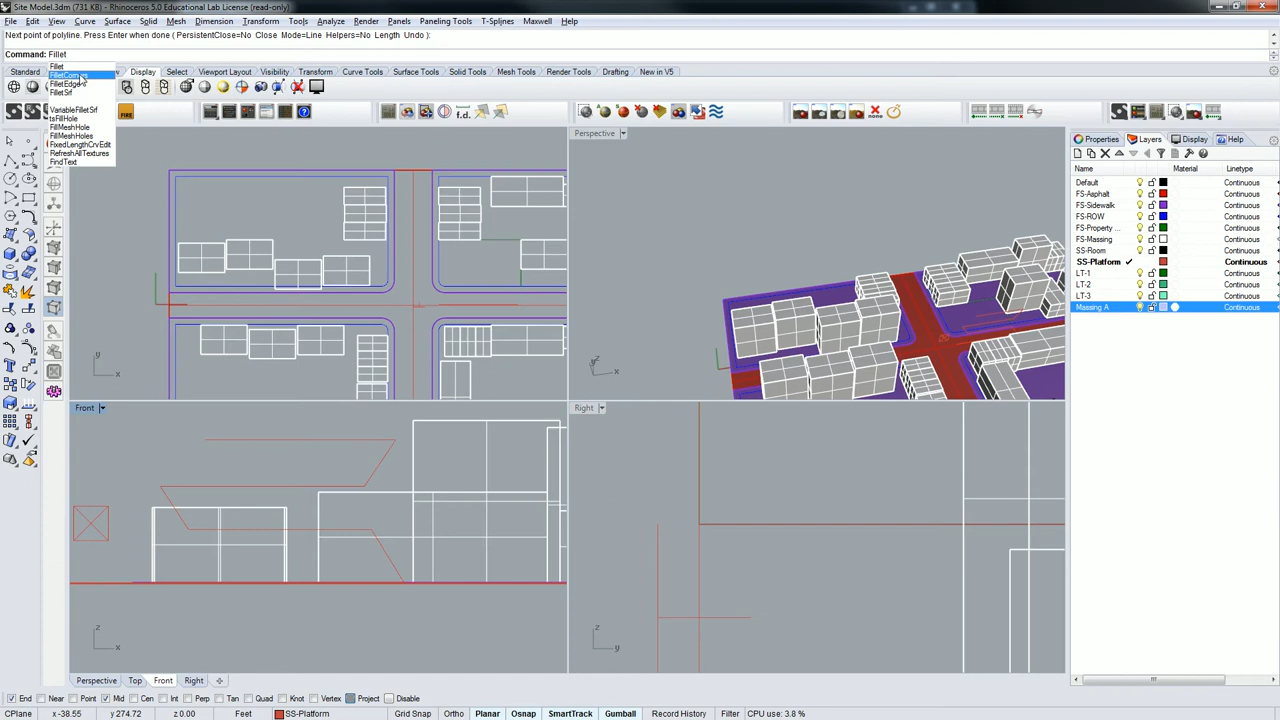 Site Model.3dm (731 KB) - Rhinoceros 5.0 Educational Lab License (read-only)
File Edit View Curve Surface Solid Mesh Dimension Transform Tools Analyze Render Panels Paneling Tools T-Splines Maxwell Help
Next point of polyline. Press Enter when done ( PersistentClose=No Close Mode=Line Helpers=No Length Undo ):
Command: Fillet
Fillet
FilletCorners
FilletEdge
FilletSrf
VariableFilletSrf
tsFillHole
FillMeshHole
FillMeshHoles
FixedLengthCrvEdit
RefreshAllTextures
FindText
Standard Display Select Viewport Layout Visibility Transform Curve Tools Surface Tools Solid Tools Mesh Tools Render Tools Drafting New in V5
FIRE f.d.
Perspective
Properties Layers Display Help
Name Material Linetype
Default Continuous
FS-Asphalt Continuous
FS-Sidewalk Continuous
FS-ROW Continuous
FS-Property ... Continuous
FS-Massing Continuous
SS-Room Continuous
SS-Platform Continuous
LT-1 Continuous
LT-2 Continuous
LT-3 Continuous
Massing A Continuous
y x
z x
Front
Right
z x
z y
Perspective Top Front Right
End Near Point Mid Cen Int Perp Tan Quad Knot Vertex Project Disable
x -38.55 y 274.72 z 0.00 Feet SS-Platform Grid Snap Ortho Planar Osnap SmartTrack Gumball Record History Filter CPU use: 3.8 %